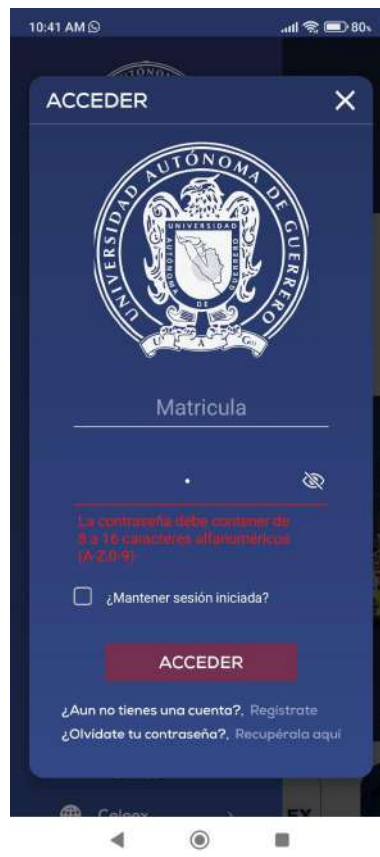 10:41 AM
80%
ACCEDER
UNIVERSIDAD AUTÓNOMA DE GUERRERO
UNIVERSIDAD
AUTÓNOMA
DE
U A Gro
Matricula
La contraseña debe contener de
8 a 16 caracteres alfanuméricos
(A-Z,0-9)
¿Mantener sesión iniciada?
ACCEDER
¿Aun no tienes una cuenta?, Registrate
¿Olvidate tu contraseña?, Recupérala aquí
EX